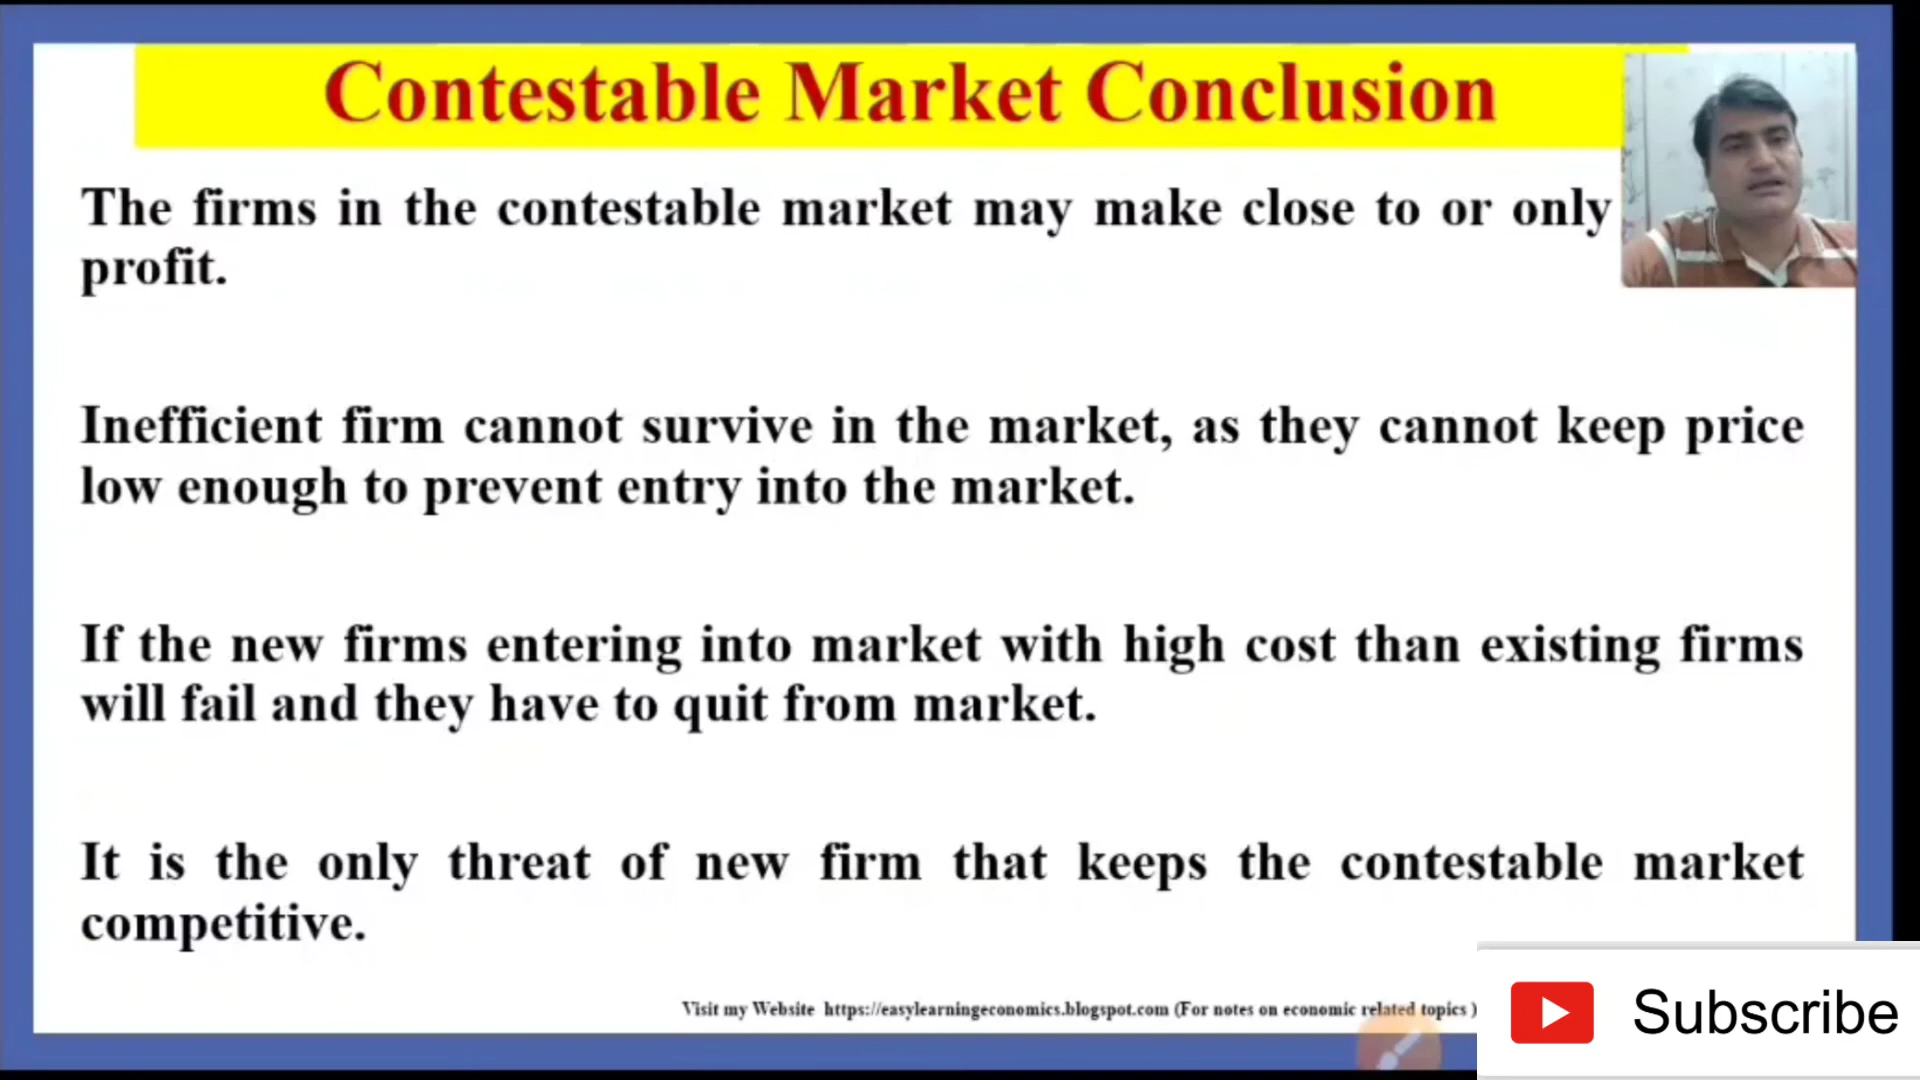 Contestable Market Conclusion
The firms in the contestable market may make close to or only
profit.
Inefficient firm cannot survive in the market, as they cannot keep price
low enough to prevent entry into the market.
If the new firms entering into market with high cost than existing firms
will fail and they have to quit from market.
It is the only threat of new firm that keeps the contestable market
competitive.
Visit my Website https://easylearningeconomics.blogspot.com (For notes on economic related topics )
Subscribe